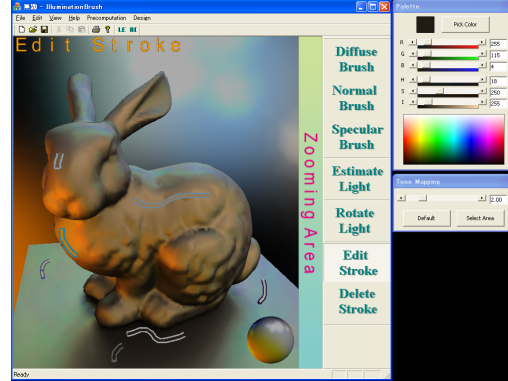 IlluminationBrush
File Edit View Help Precomputation Design
LE HI
Edit Stroke
Zooming Area
Diffuse
Brush
Normal
Brush
Specular
Brush
Estimate
Light
Rotate
Light
Edit
Stroke
Delete
Stroke
Ready
Palette
Pick Color
R 255
G 115
B 4
H 18
S 250
I 255
Tone Mapping
2.00
Default Select Area